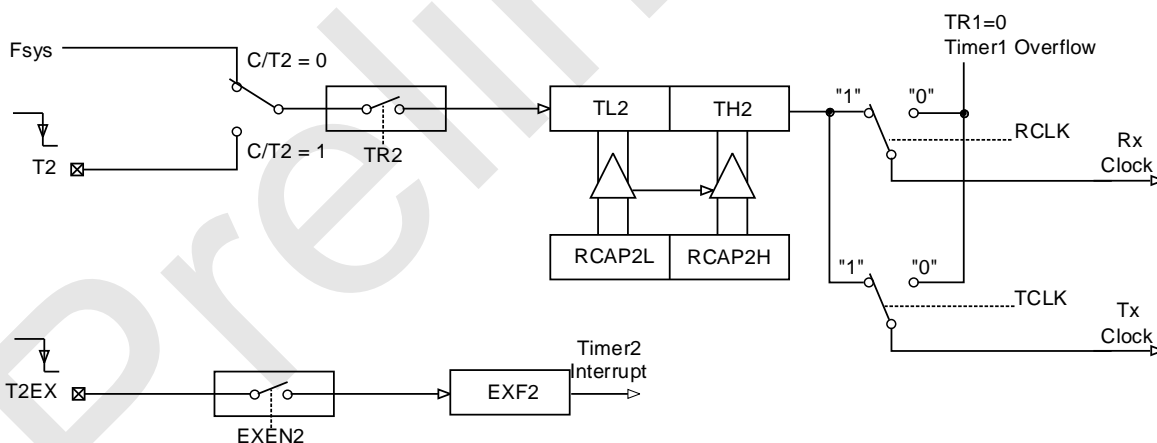 TR1=0
Timer1 Overflow
Fsys
C/T2 = 0
T2
C/T2 = 1
TR2
TL2
TH2
RCAP2L
RCAP2H
"1"
"0"
RCLK
Rx
Clock
"1"
"0"
TCLK
Tx
Clock
T2EX
EXEN2
EXF2
Timer2
Interrupt